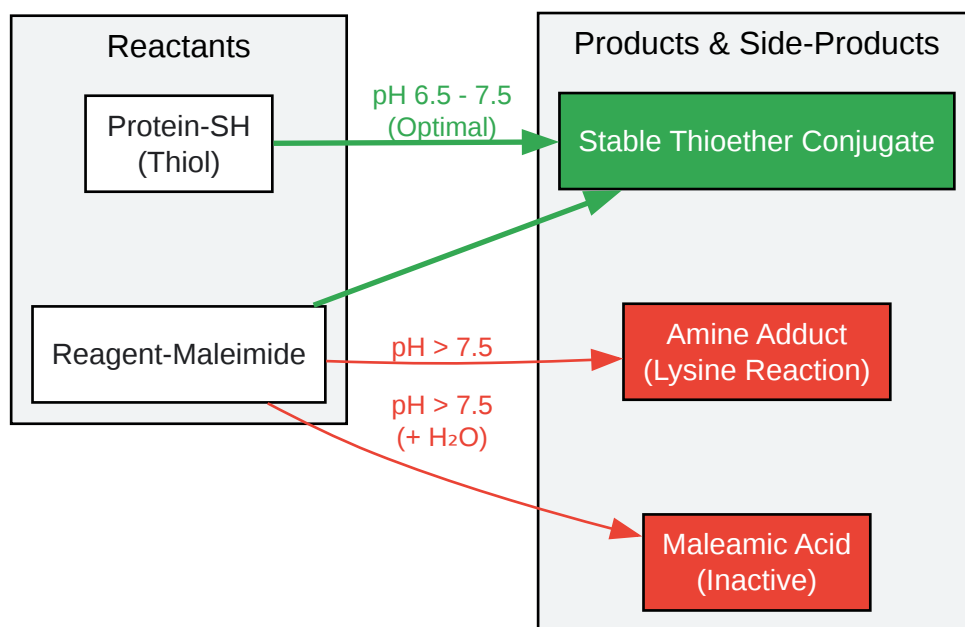 Reactants
Products & Side-Products
Protein-SH
(Thiol)
pH 6.5 - 7.5
(Optimal)
Stable Thioether Conjugate
Reagent-Maleimide
pH > 7.5
Amine Adduct
(Lysine Reaction)
pH > 7.5
(+ H₂O)
Maleamic Acid
(Inactive)